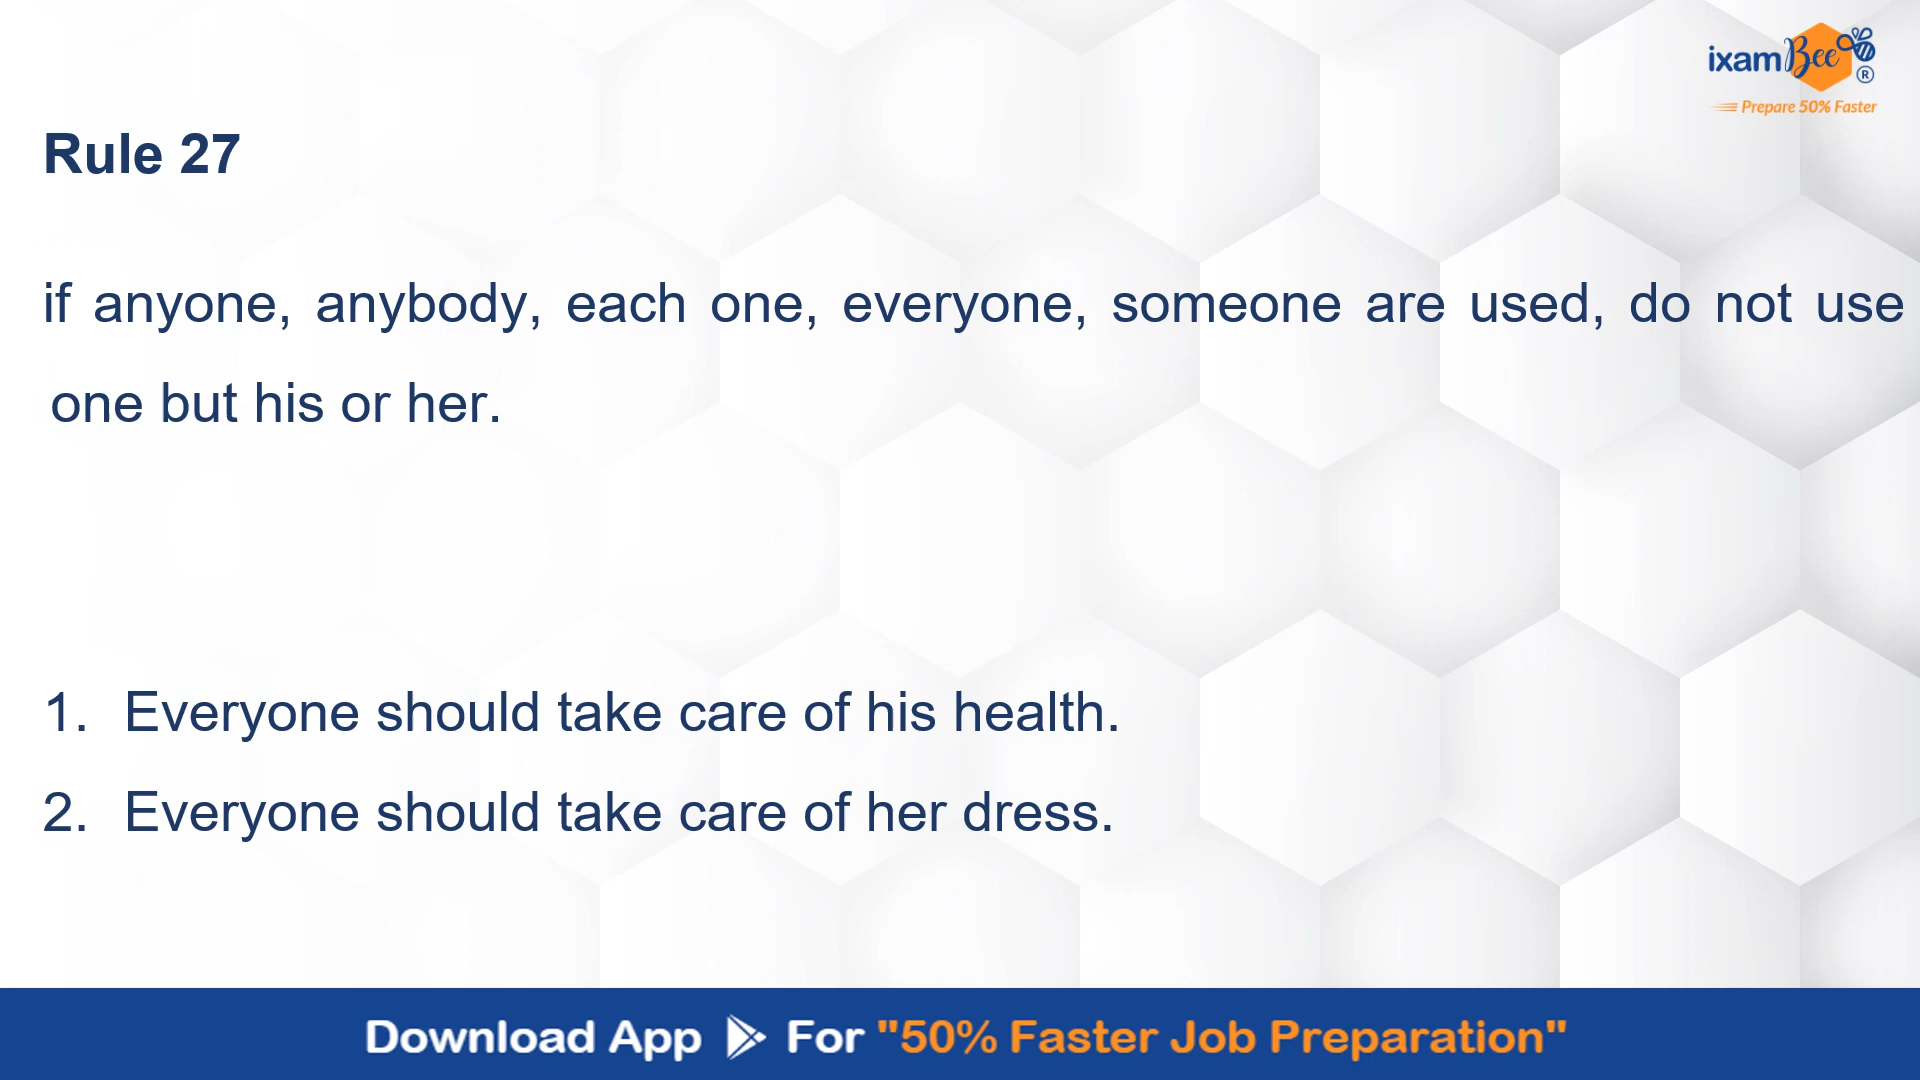 ixamBee®
Prepare 50% Faster
Rule 27
if anyone, anybody, each one, everyone, someone are used, do not use
one but his or her.
1. Everyone should take care of his health.
2. Everyone should take care of her dress.
Download App For "50% Faster Job Preparation"